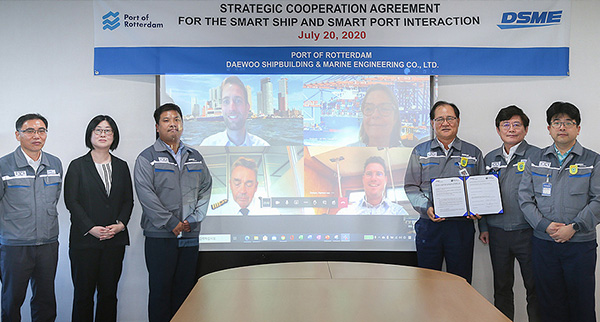 Port of
Rotterdam
STRATEGIC COOPERATION AGREEMENT
FOR THE SMART SHIP AND SMART PORT INTERACTION
July 20, 2020
DSME
PORT OF ROTTERDAM
DAEWOO SHIPBUILDING & MARINE ENGINEERING CO., LTD.